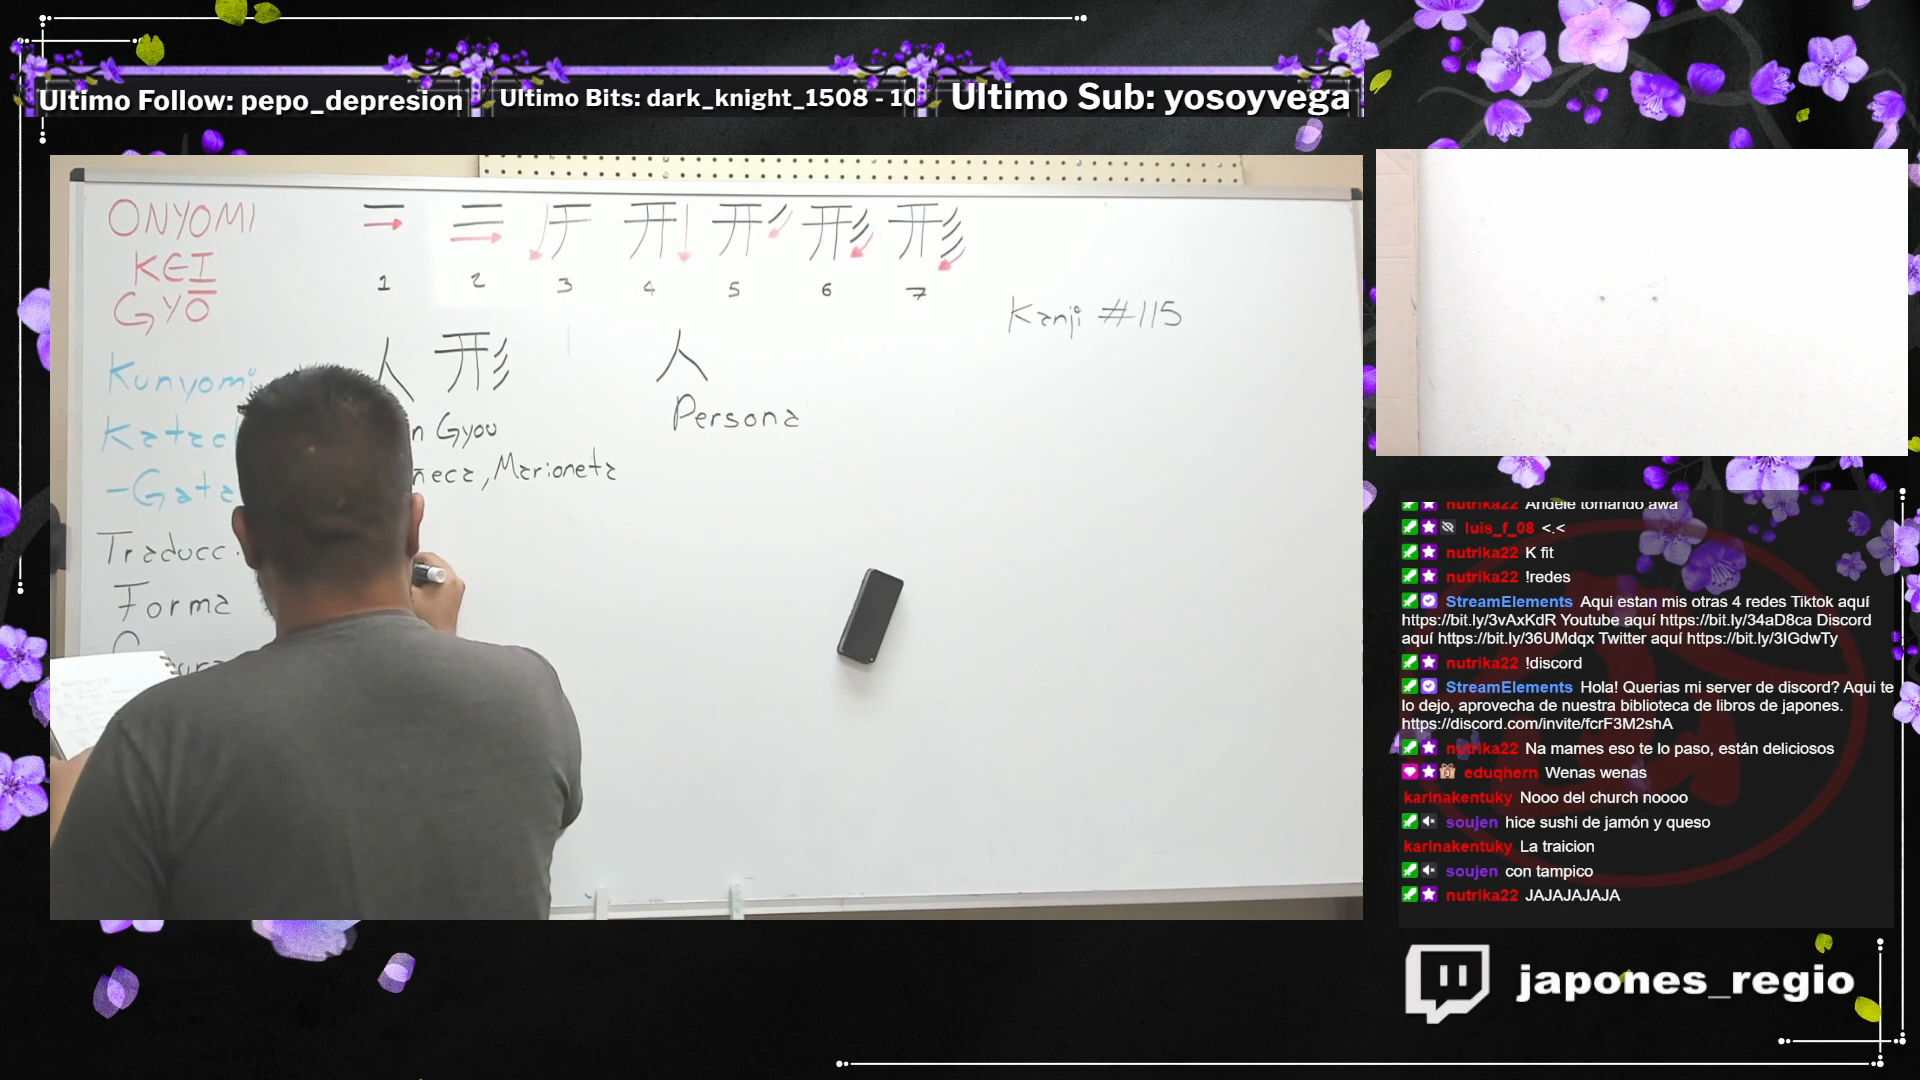 Ultimo Follow: pepo_depresion
Ultimo Bits: dark_knight_1508 - 10
Ultimo Sub: yosoyvega
ONYOMI
KEI
GYO
Kunyomi
-Gata
Traducc
Forma
一 二 开 形
1 2 3 4 5 6 7
Kanji #115
人形
Gyou
Marioneta
人
Persona
nutrika22 Andele tomando awa
luis_f_08 <.<
nutrika22 K fit
nutrika22 !redes
StreamElements Aqui estan mis otras 4 redes Tiktok aquí
https://bit.ly/3vAxKdR Youtube aquí https://bit.ly/34aD8ca Discord
aquí https://bit.ly/36UMdqx Twitter aquí https://bit.ly/3IGdwTy
nutrika22 !discord
StreamElements Hola! Querias mi server de discord? Aqui te
lo dejo, aprovecha de nuestra biblioteca de libros de japones.
https://discord.com/invite/fcrF3M2shA
nutrika22 Na mames eso te lo paso, están deliciosos
eduqhern Wenas wenas
karinakentuky Nooo del church noooo
soujen hice sushi de jamón y queso
karinakentuky La traicion
soujen con tampico
nutrika22 JAJAJAJAJA
japones_regio